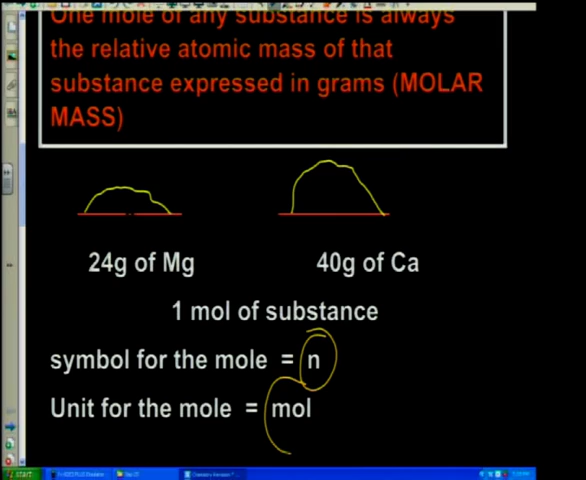 One mole of any substance is always
the relative atomic mass of that
substance expressed in grams (MOLAR
MASS)
24g of Mg
40g of Ca
1 mol of substance
symbol for the mole = n
Unit for the mole = mol